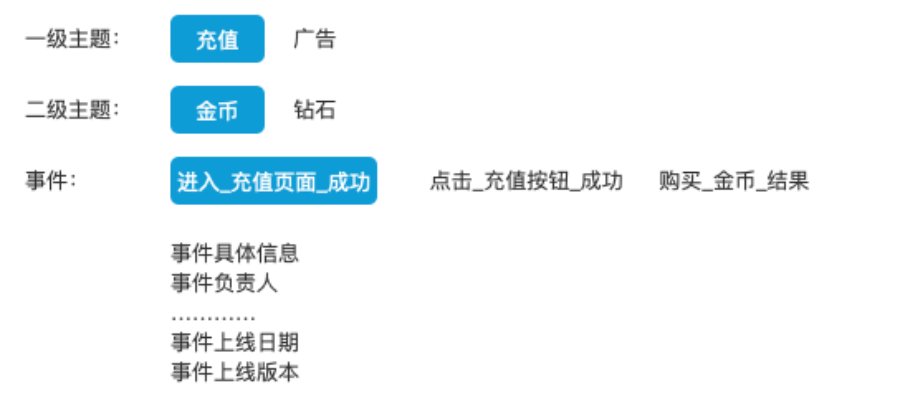 一级主题： 充值 广告
二级主题： 金币 钻石
事件： 进入_充值页面_成功 点击_充值按钮_成功 购买_金币_结果
事件具体信息
事件负责人
…………
事件上线日期
事件上线版本